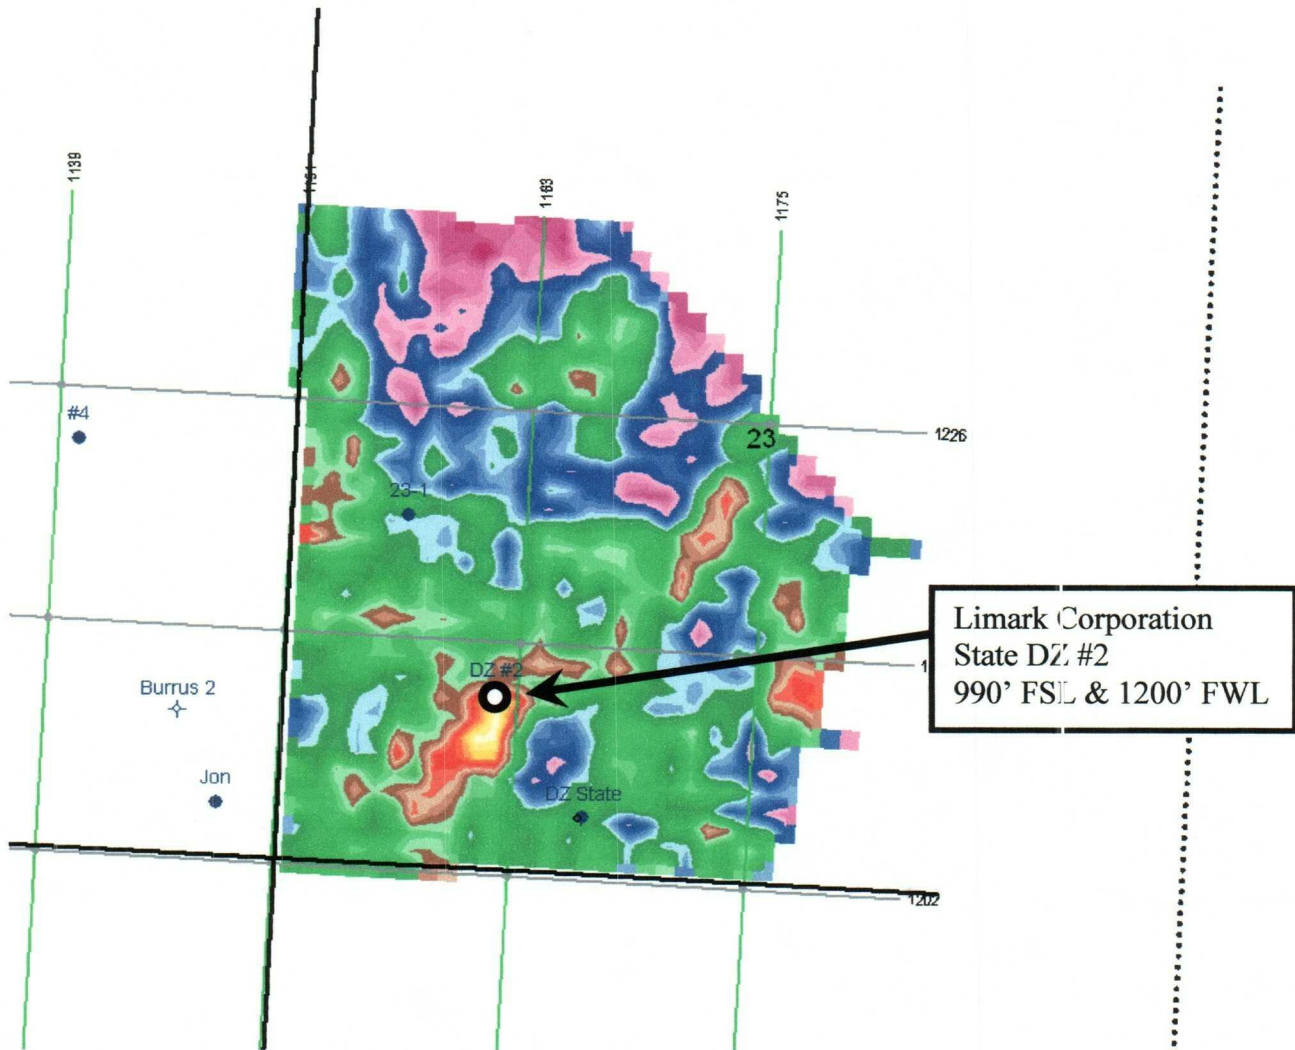 1139
1163
1175
#4
1226
23
23-1
Limark Corporation
State DZ #2
990' FSL & 1200' FWL
DZ #2
Burrus 2
Jon
DZ State